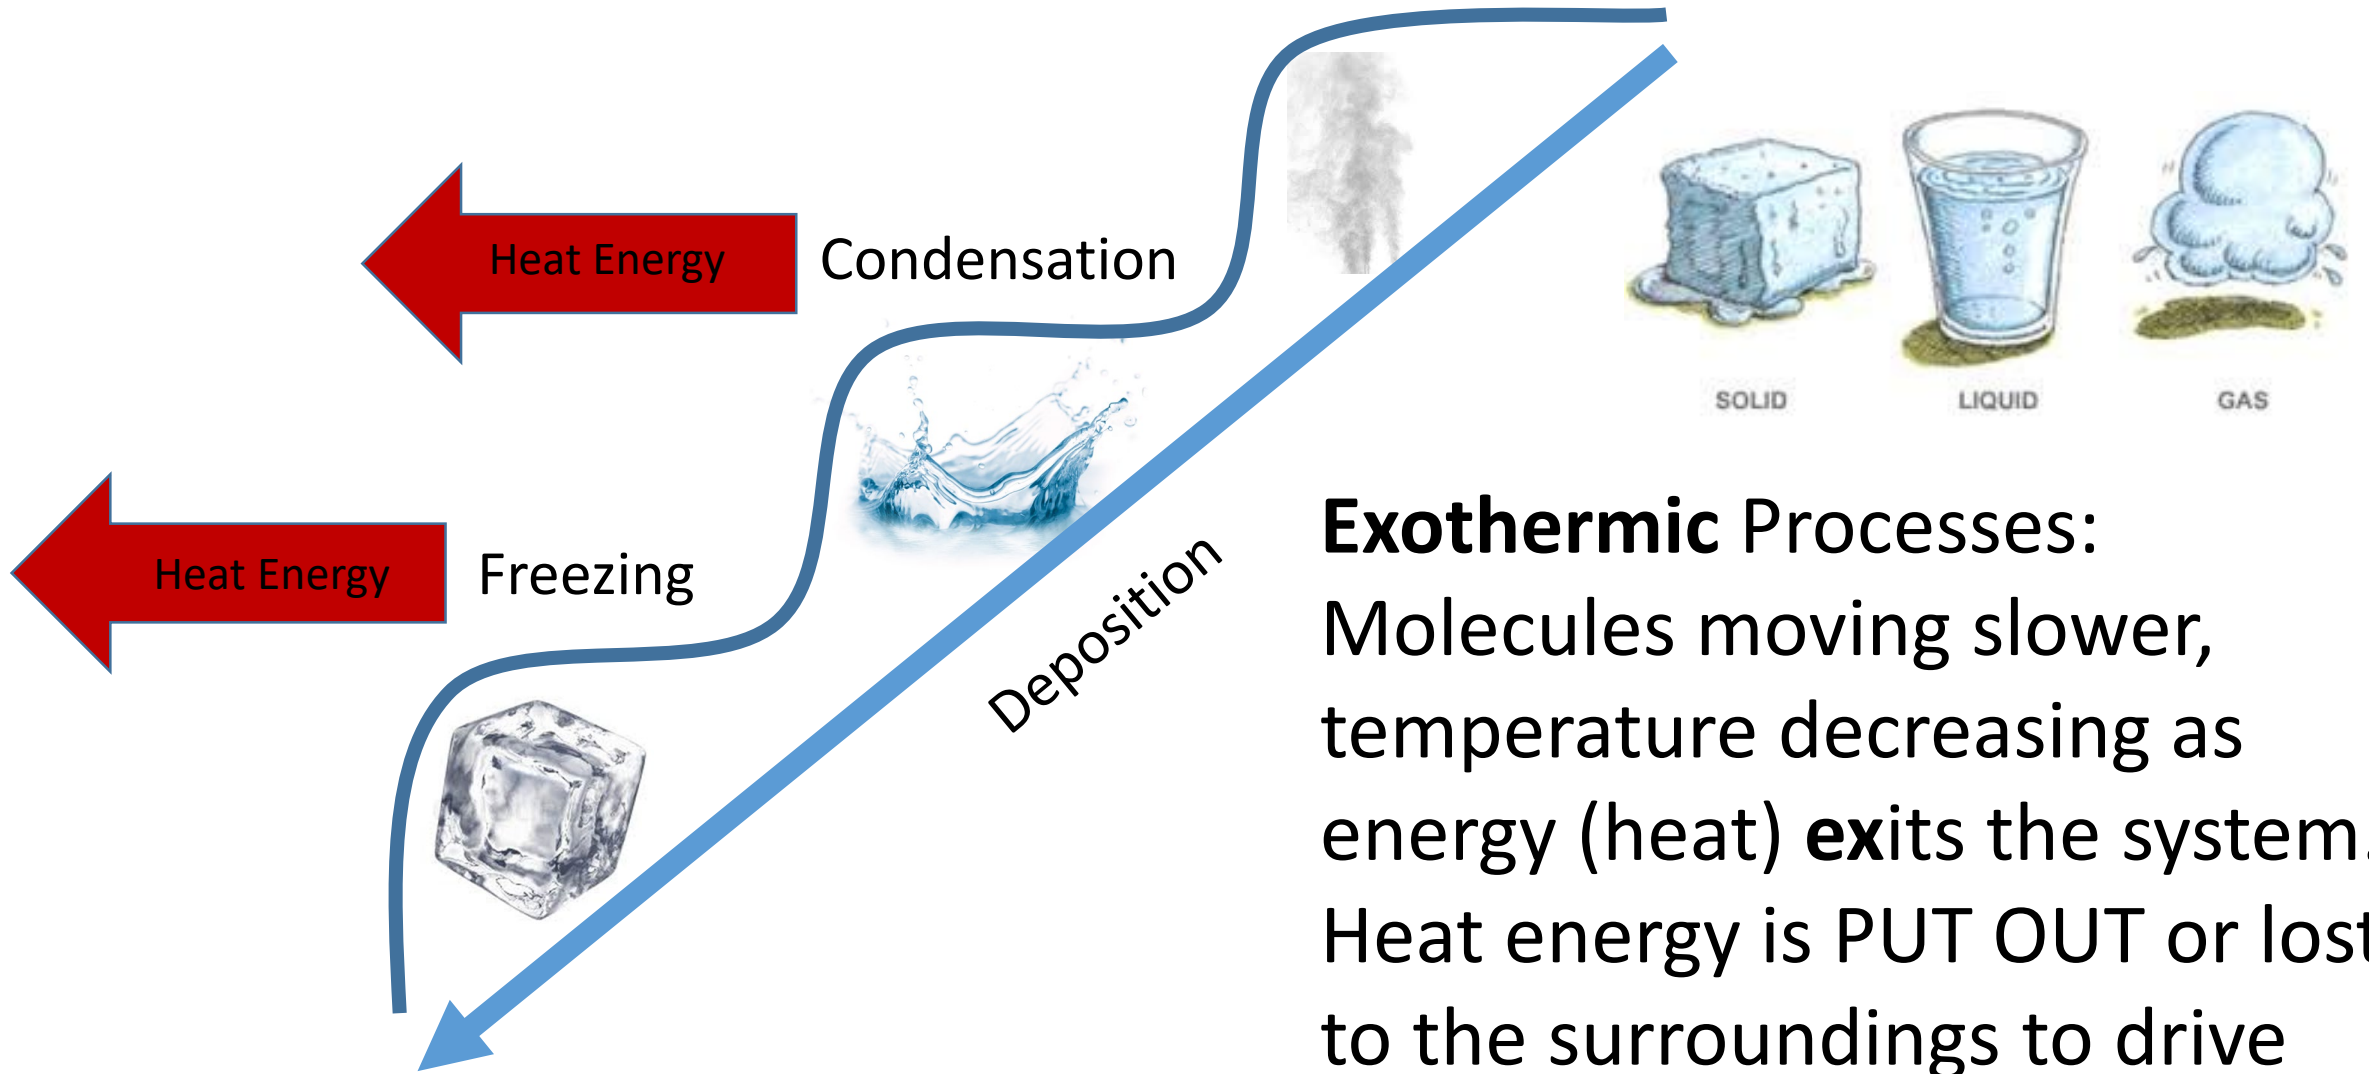 Heat Energy
Condensation
Heat Energy
Freezing
Deposition
SOLID
LIQUID
GAS
Exothermic Processes:
Molecules moving slower,
temperature decreasing as
energy (heat) exits the system.
Heat energy is PUT OUT or lost
to the surroundings to drive